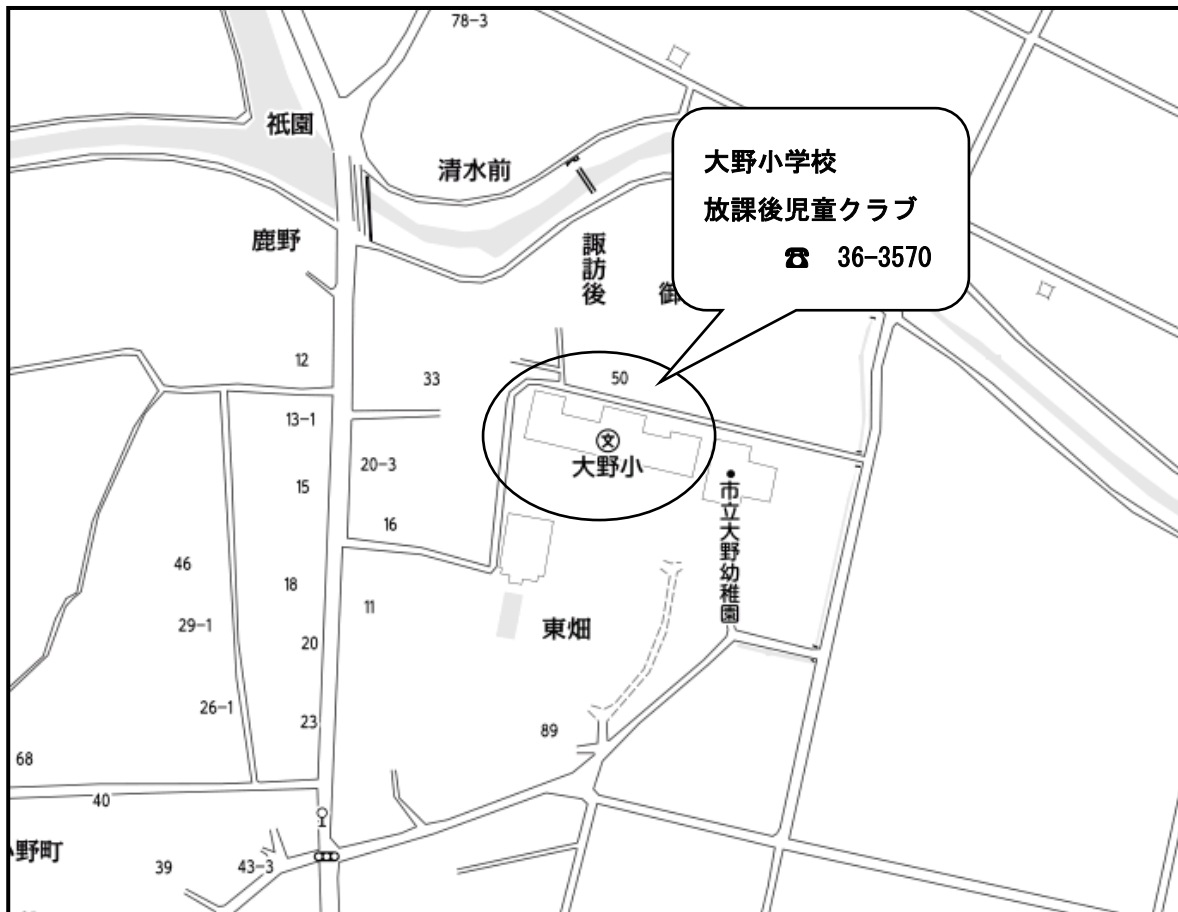 78-3
祇園
清水前
大野小学校
放課後児童クラブ
☎ 36-3570
鹿野
諏訪後
御
12
33
50
13-1
文
大野小
20-3
15
市立大野幼稚園
16
46
18
11
29-1
東畑
20
26-1
23
89
68
40
野町
39
43-3